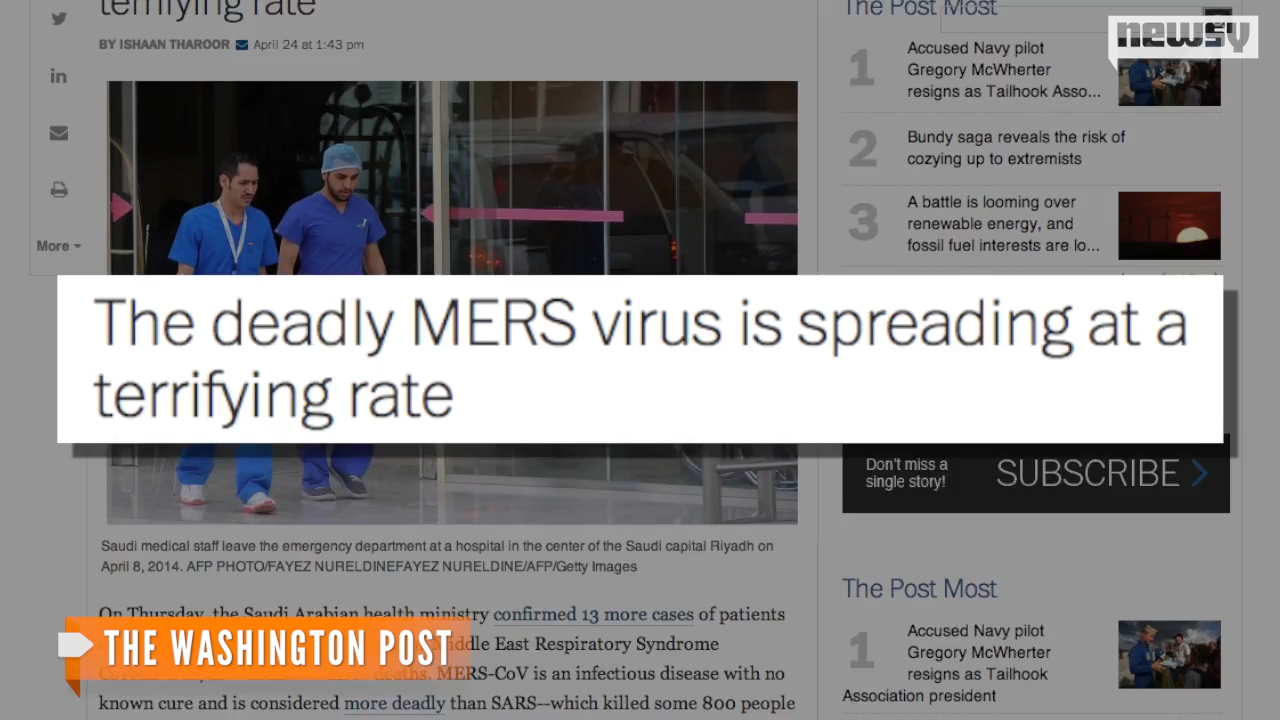 terrifying rate
BY ISHAAN THAROOR April 24 at 1:43 pm
More
The deadly MERS virus is spreading at a
terrifying rate
Saudi medical staff leave the emergency department at a hospital in the center of the Saudi capital Riyadh on
April 8, 2014. AFP PHOTO/FAYEZ NURELDINEFAYEZ NURELDINE/AFP/Getty Images
On Thursday, the Saudi Arabian health ministry confirmed 13 more cases of patients
Middle East Respiratory Syndrome
deaths. MERS-CoV is an infectious disease with no
known cure and is considered more deadly than SARS--which killed some 800 people
THE WASHINGTON POST
newsy
The Post Most
1 Accused Navy pilot
Gregory McWherter
resigns as Tailhook Asso...
2 Bundy saga reveals the risk of
cozying up to extremists
3 A battle is looming over
renewable energy, and
fossil fuel interests are lo...
Don't miss a
single story!
SUBSCRIBE
The Post Most
1 Accused Navy pilot
Gregory McWherter
resigns as Tailhook
Association president